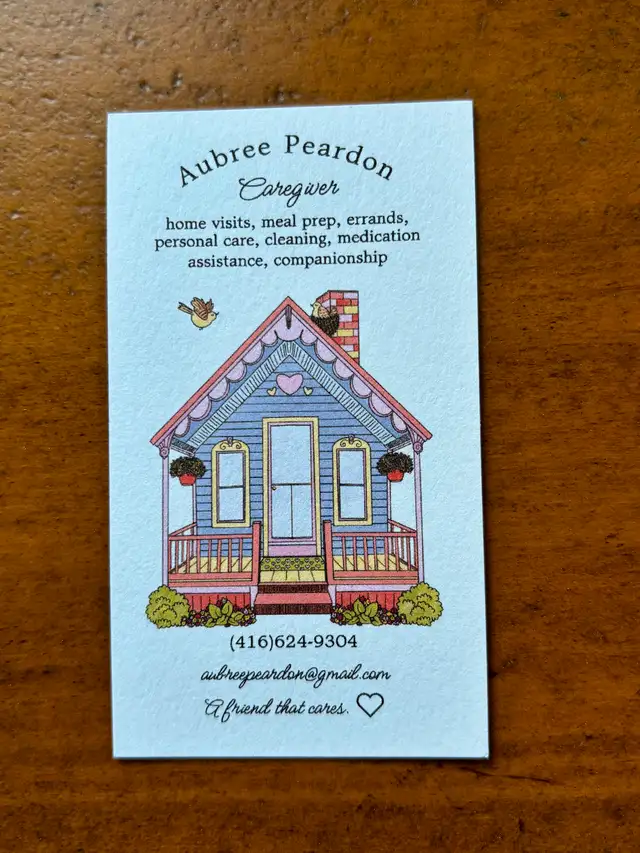 Aubree Peardon
Caregiver
home visits, meal prep, errands,
personal care, cleaning, medication
assistance, companionship
(416)624-9304
aubreepeardon@gmail.com
A friend that cares.